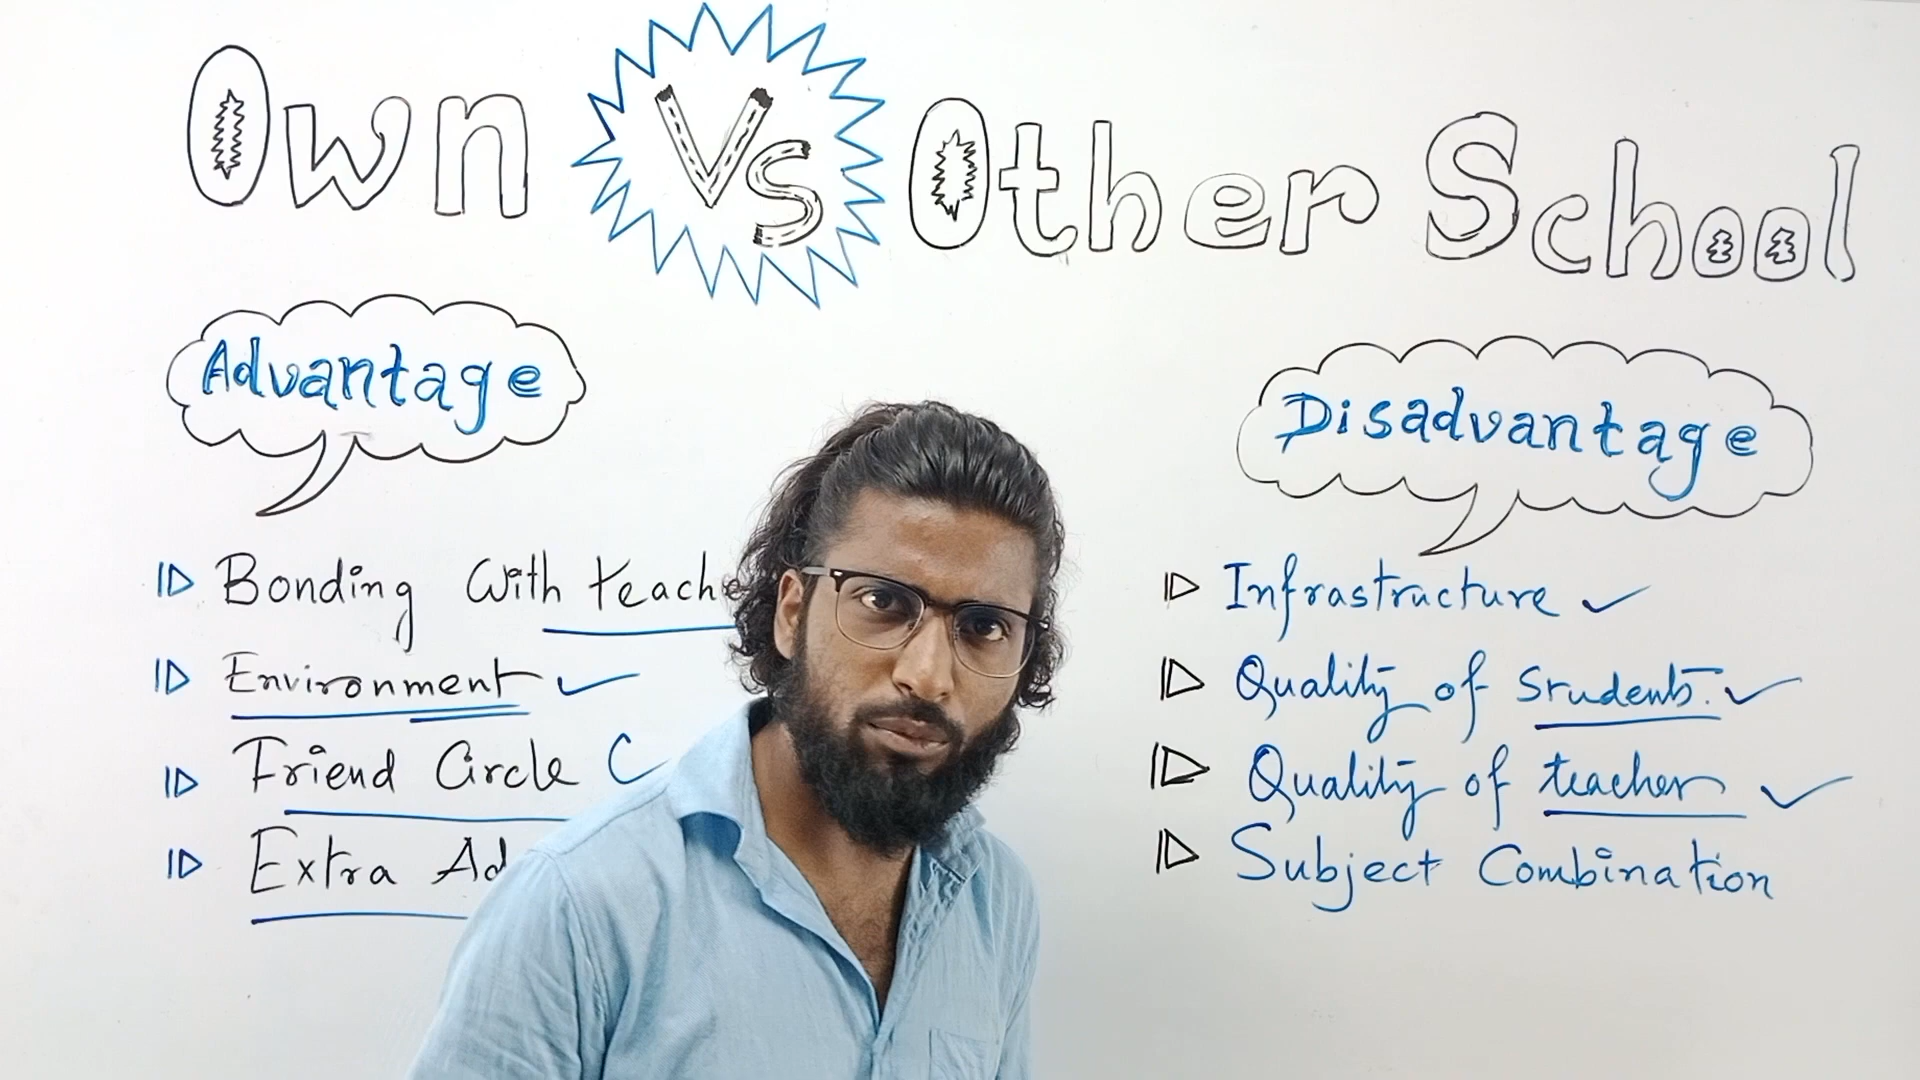 Own Vs Other School
Advantage
Disadvantage
Bonding With teache
Environment
Friend Circle C
Extra Ad
Infrastructure
Quality of Students.
Quality of teacher
Subject Combination